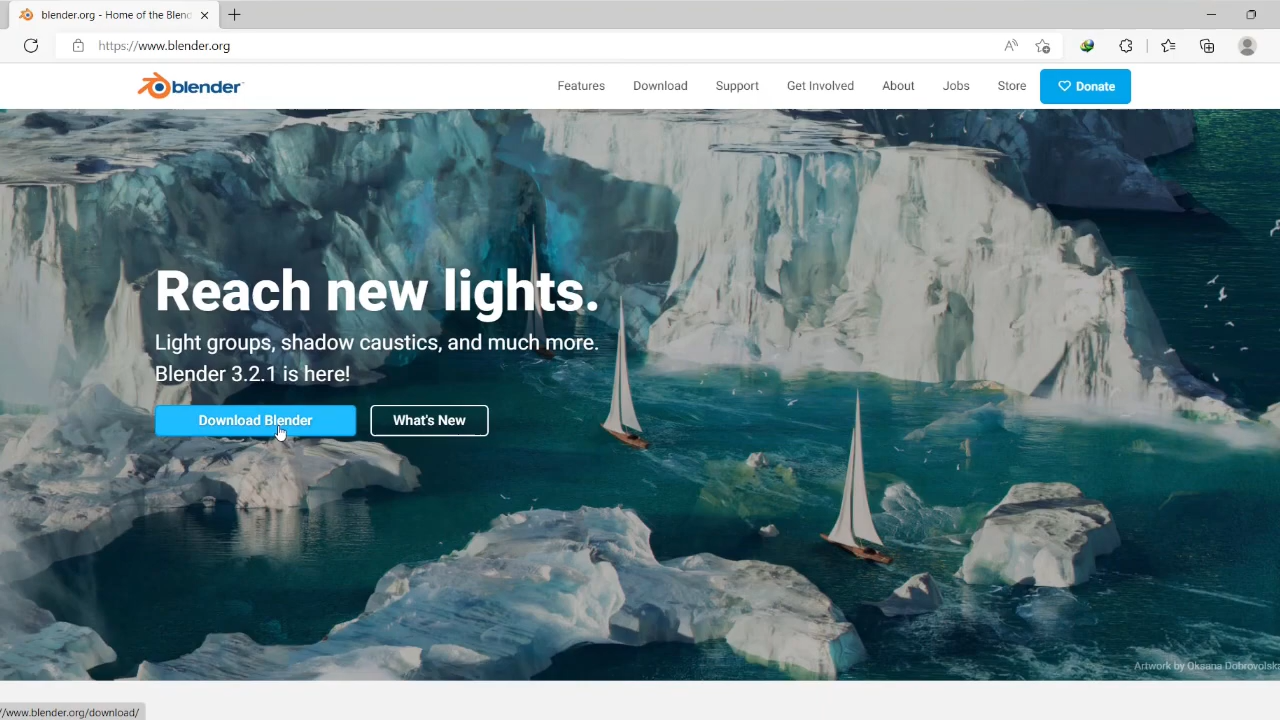 blender.org - Home of the Blend
https://www.blender.org
blender
Features
Download
Support
Get Involved
About
Jobs
Store
Donate
Reach new lights.
Light groups, shadow caustics, and much more.
Blender 3.2.1 is here!
Download Blender
What's New
Artwork by Oksana Dobrovolska
//www.blender.org/download/